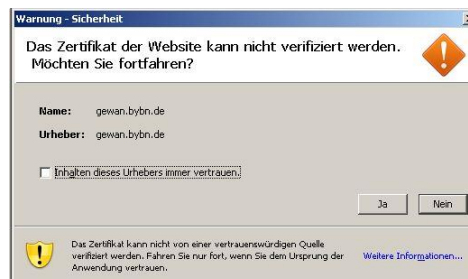 Warnung - Sicherheit
Das Zertifikat der Website kann nicht verifiziert werden.
Möchten Sie fortfahren?
Name: gewan.bybn.de
Urheber: gewan.bybn.de
Inhalten dieses Urhebers immer vertrauen.
Ja Nein
Das Zertifikat kann nicht von einer vertrauenswürdigen Quelle
verifiziert werden. Fahren Sie nur fort, wenn Sie dem Ursprung der
Anwendung vertrauen.
Weitere Informationen...